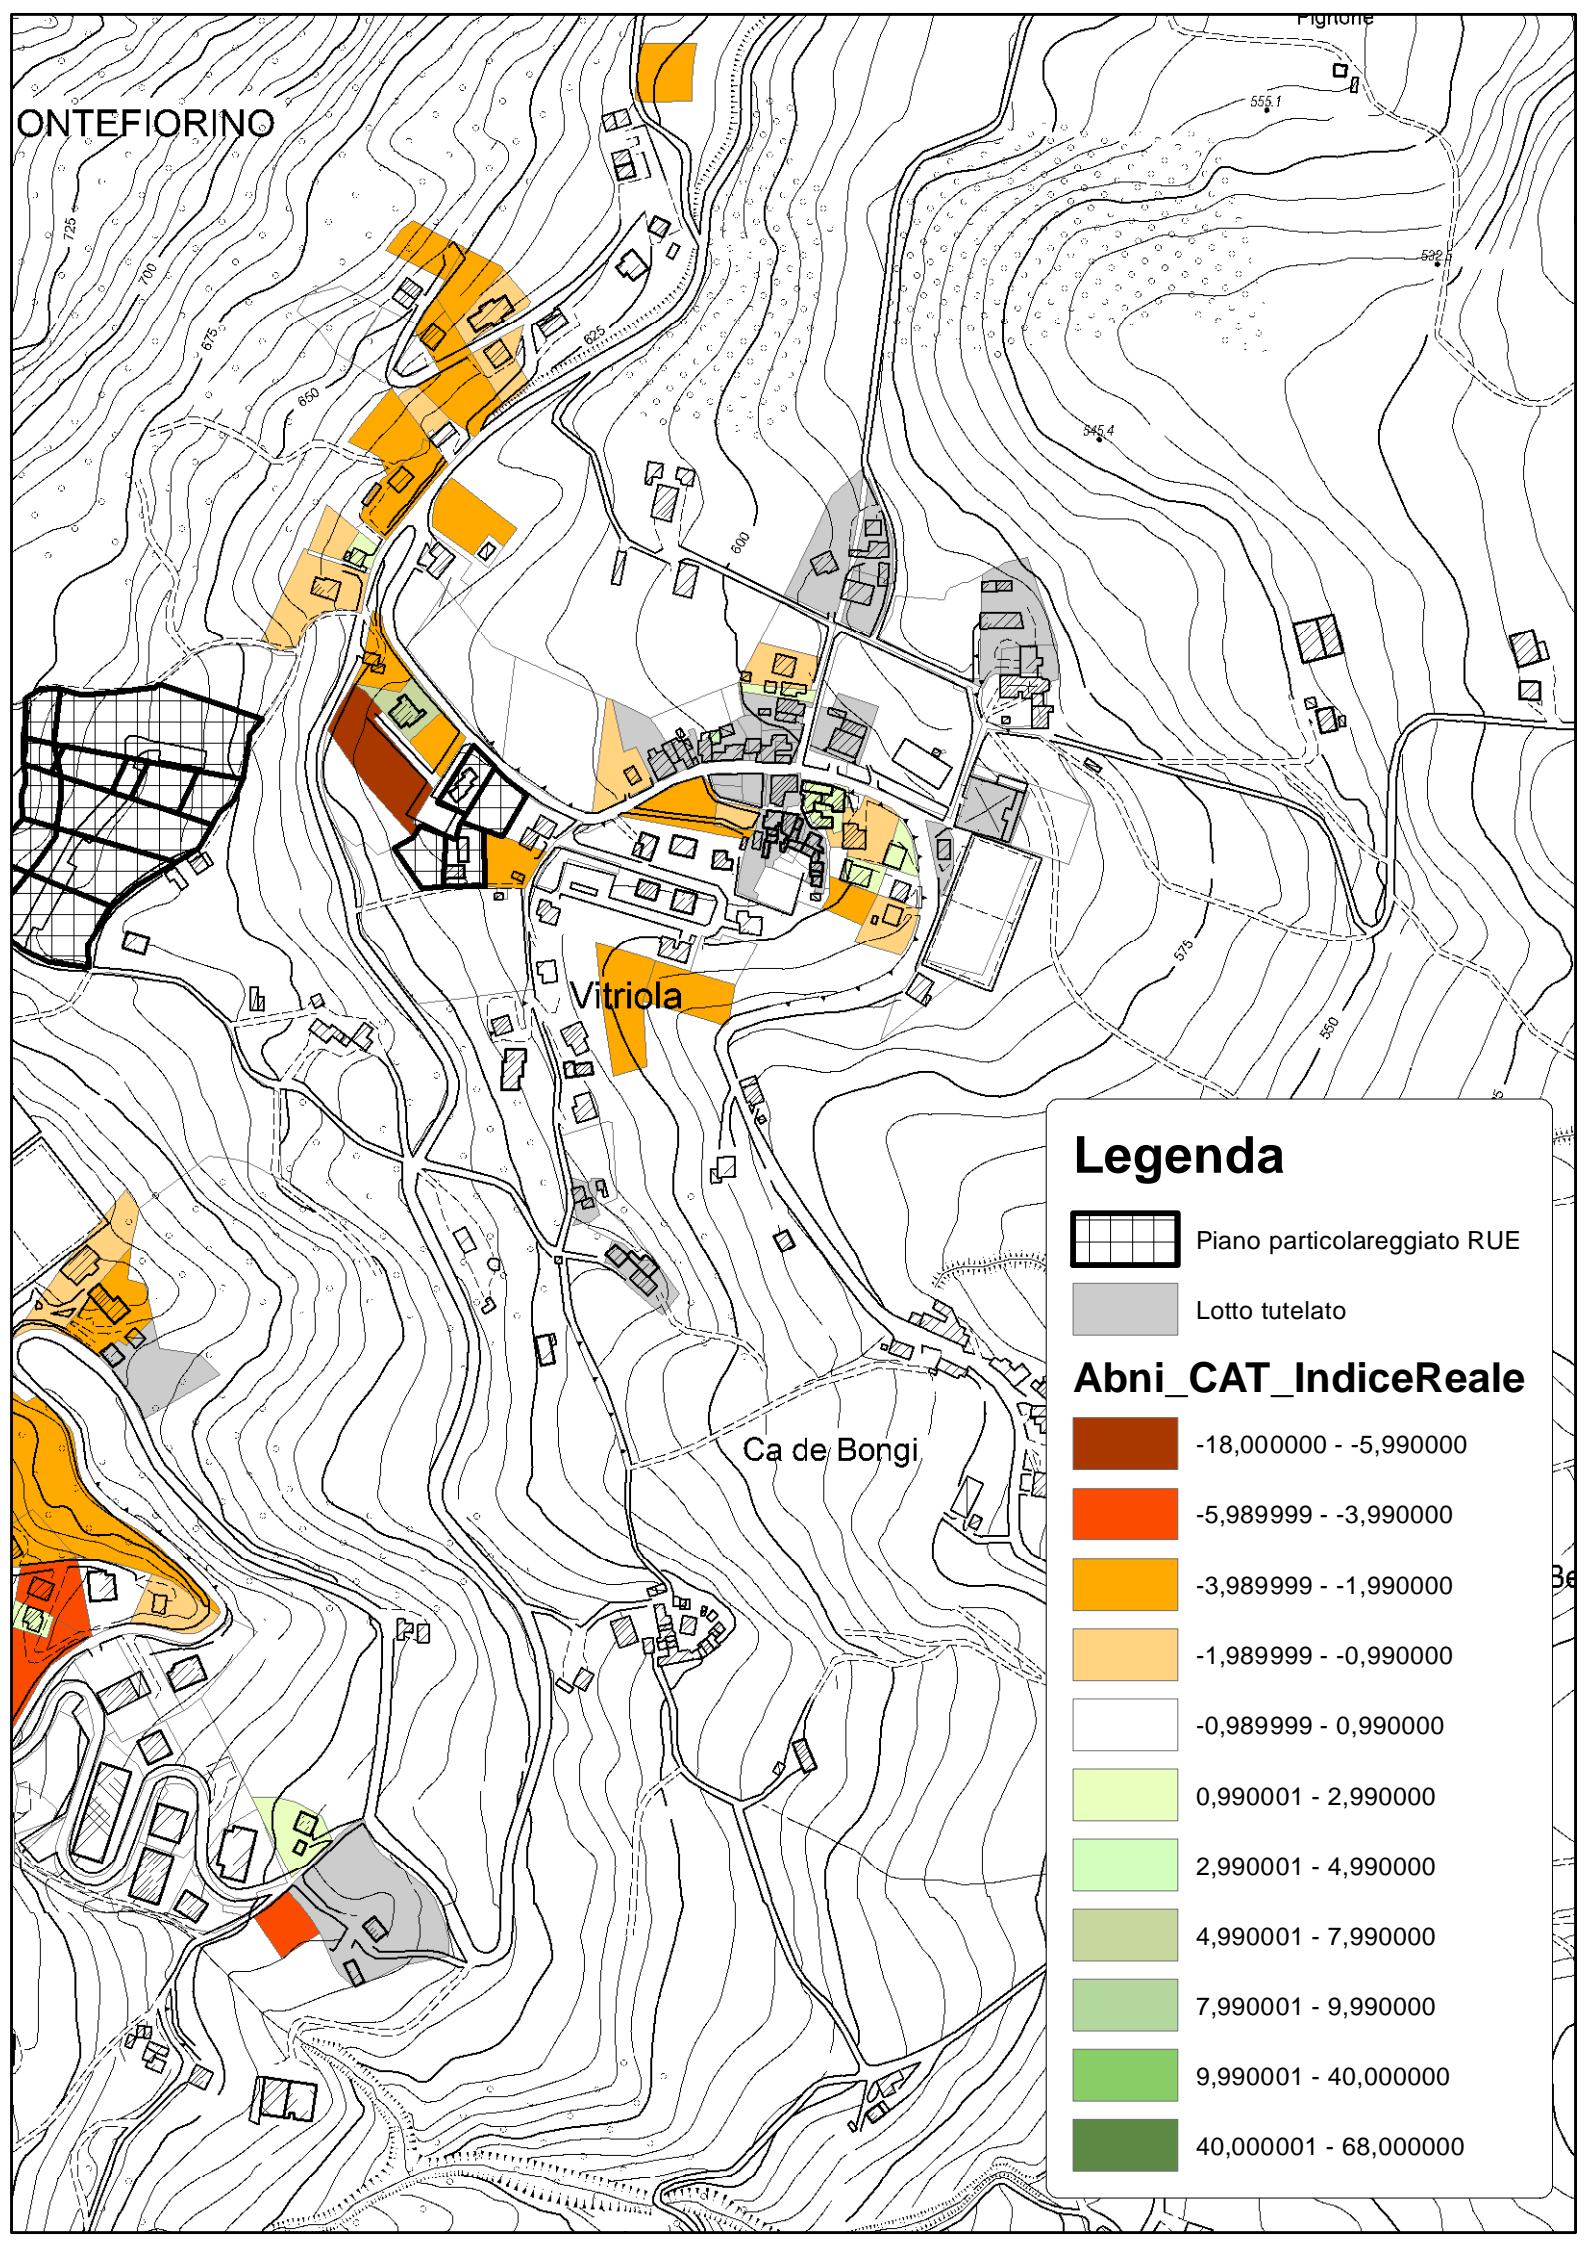 Pignone
555.1
ONTEFIORINO
725
532.5
700
675
625
650
545.4
600
575
Vitriola
550
Legenda
Piano particolareggiato RUE
Lotto tutelato
Abni_CAT_IndiceReale
-18,000000 - -5,990000
Ca de Bongi
-5,989999 - -3,990000
-3,989999 - -1,990000
Be
-1,989999 - -0,990000
-0,989999 - 0,990000
0,990001 - 2,990000
2,990001 - 4,990000
4,990001 - 7,990000
7,990001 - 9,990000
9,990001 - 40,000000
40,000001 - 68,000000